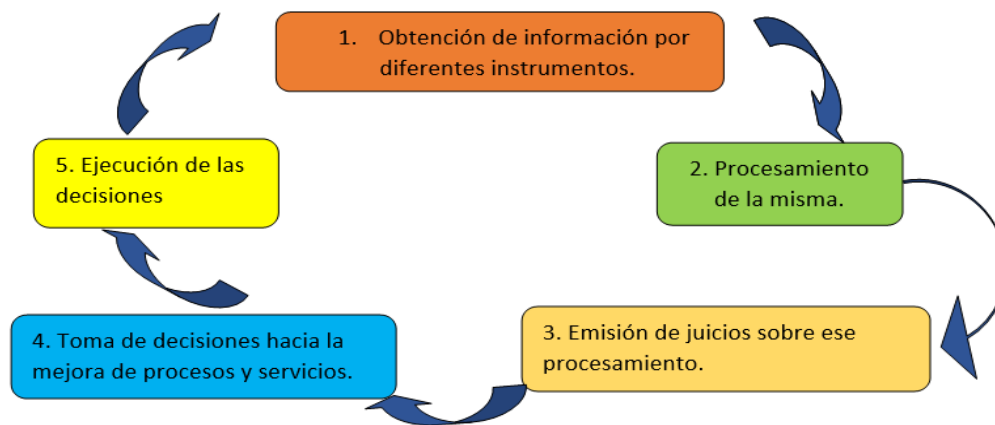 1. Obtención de información por
diferentes instrumentos.
2. Procesamiento
de la misma.
3. Emisión de juicios sobre ese
procesamiento.
4. Toma de decisiones hacia la
mejora de procesos y servicios.
5. Ejecución de las
decisiones